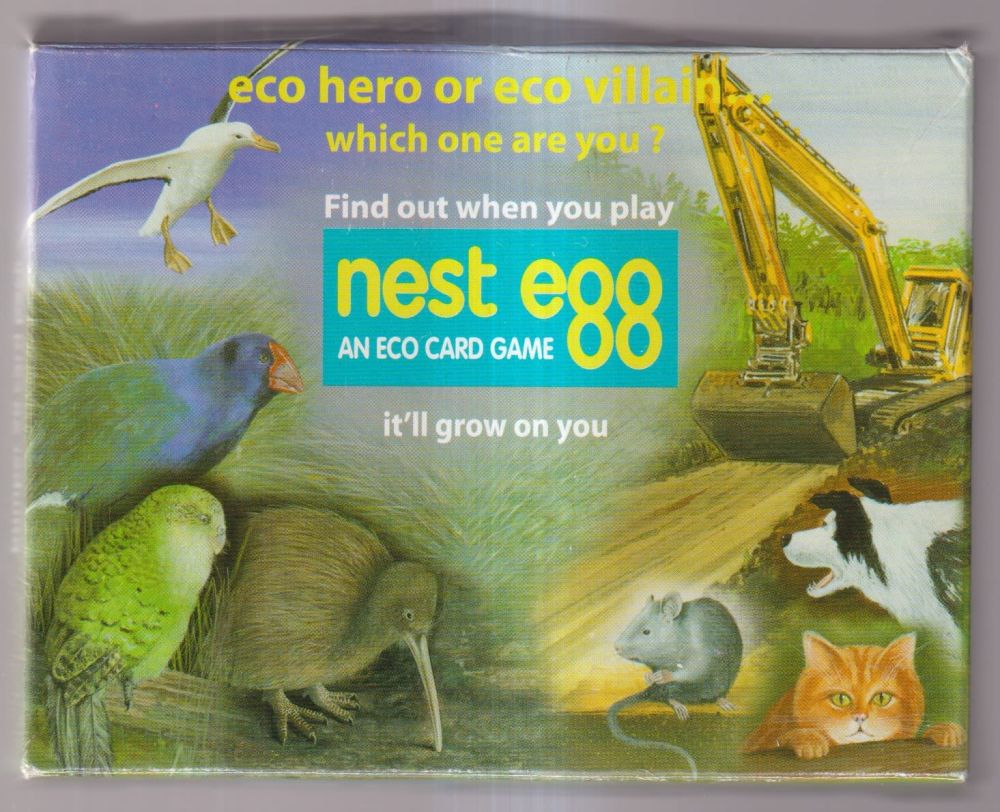 eco hero or eco villain...
which one are you ?
Find out when you play
nest egg
AN ECO CARD GAME
it'll grow on you